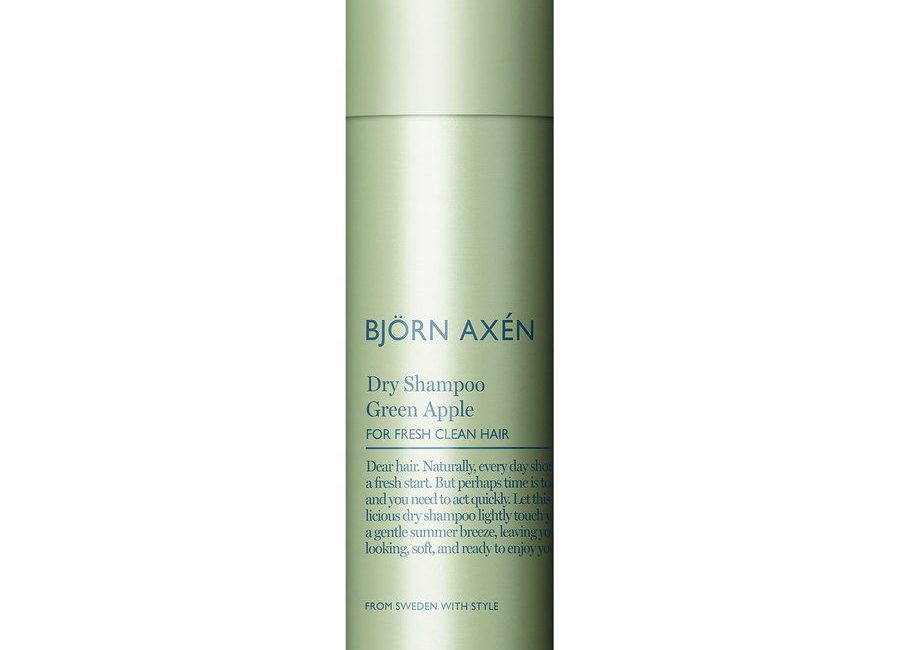 BJÖRN AXÉN
Dry Shampoo
Green Apple
FOR FRESH CLEAN HAIR
Dear hair. Naturally, every day
a fresh start. But perhaps time is
and you need to act quickly. Let this
licious dry shampoo lightly touch
a gentle summer breeze, leaving
looking, soft, and ready to enjoy
FROM SWEDEN WITH STYLE